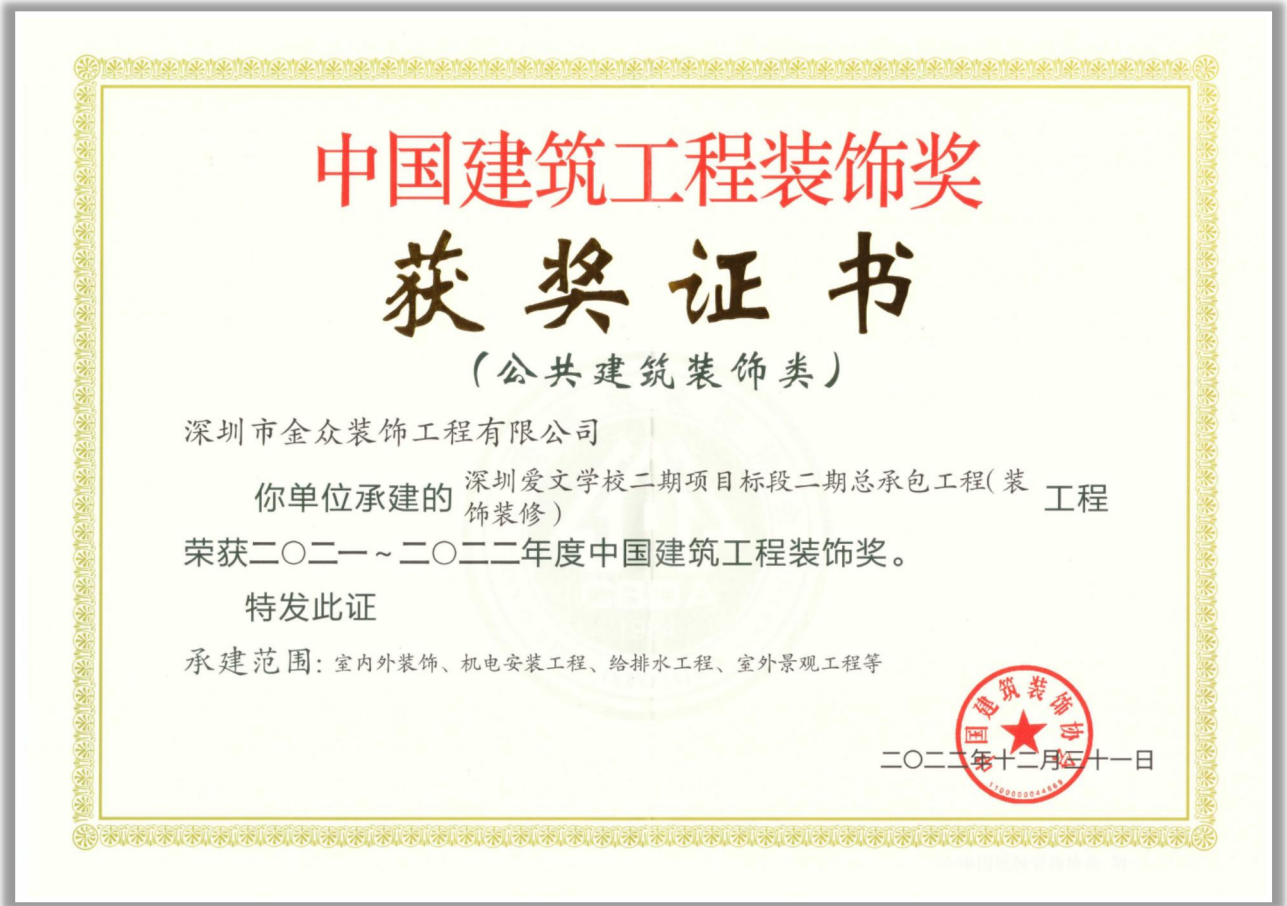 中国建筑工程装饰奖
获奖证书
（公共建筑装饰类）
深圳市金众装饰工程有限公司
你单位承建的 深圳爱文学校二期项目标段二期总承包工程(装饰装修) 工程
荣获二〇二一～二〇二二年度中国建筑工程装饰奖。
特发此证
承建范围: 室内外装饰、机电安装工程、给排水工程、室外景观工程等
中国建筑装饰协会
二〇二二年十二月三十一日
CBDA